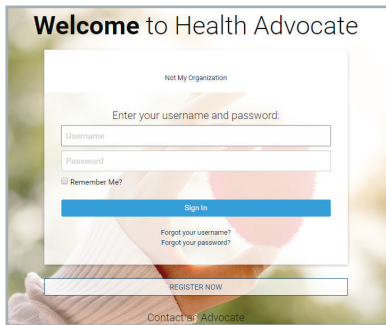 Welcome to Health Advocate
Not My Organization
Enter your username and password:
Username
Password
Remember Me?
Sign In
Forgot your username?
Forgot your password?
REGISTER NOW
Contact an Advocate